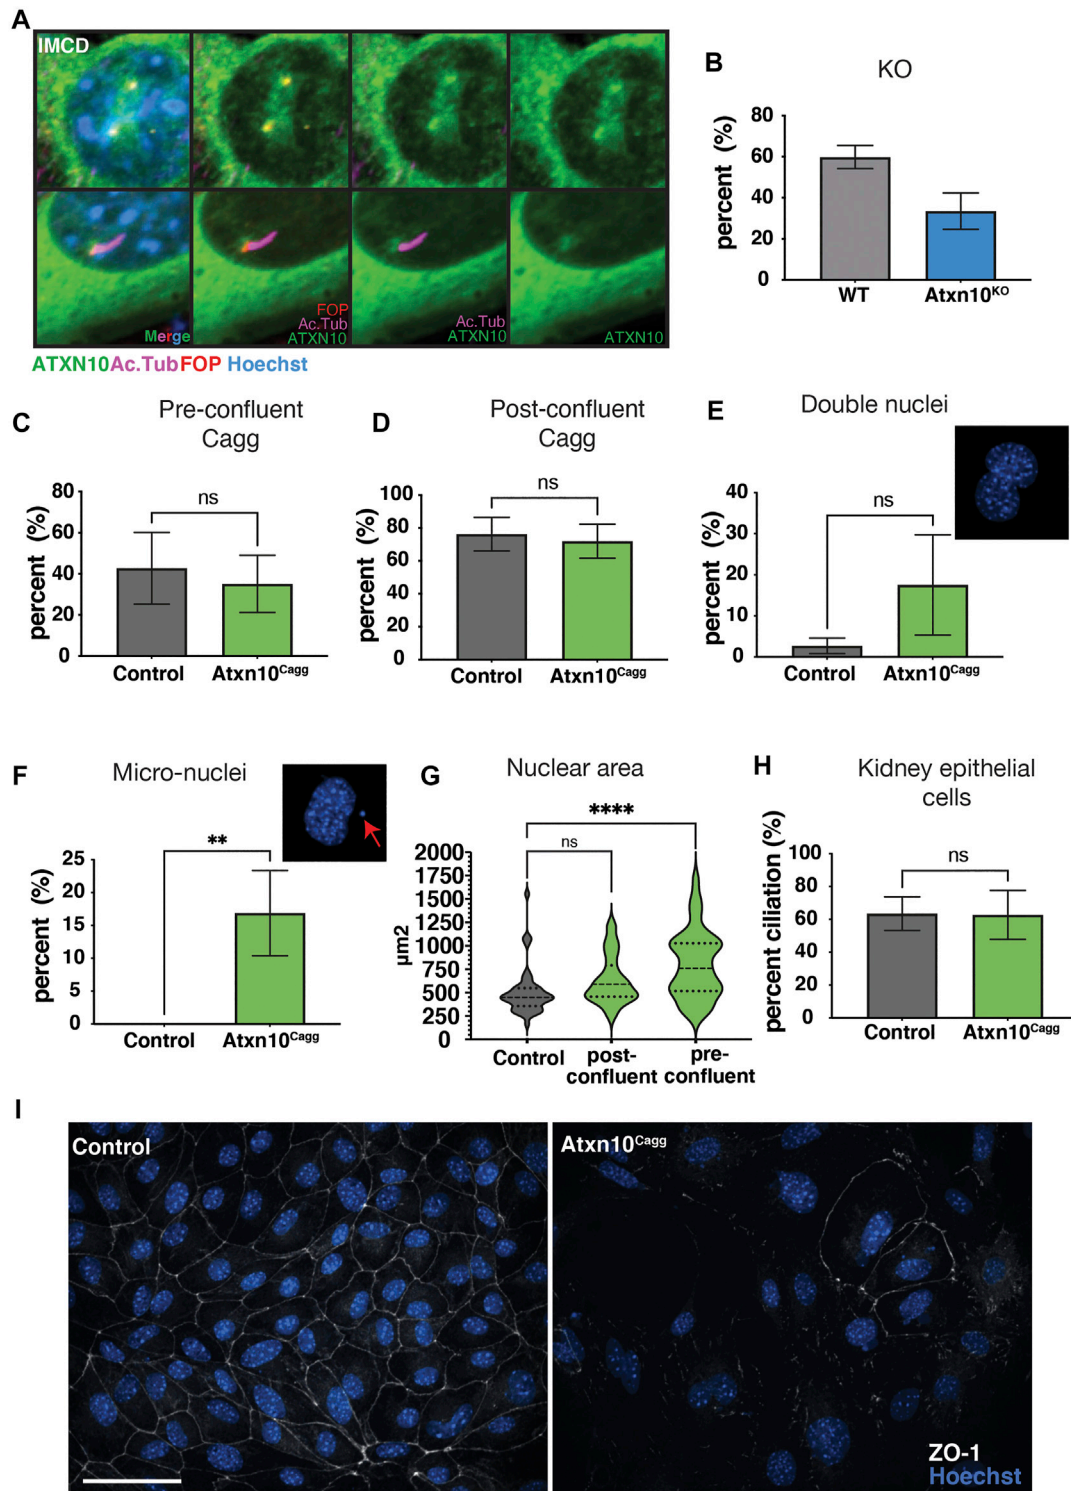 A
IMCD
Merge
FOP
Ac.Tub
ATXN10
Ac.Tub
ATXN10
ATXN10
ATXN10 Ac.Tub FOP Hoechst
B
KO
percent (%)
80
60
40
20
0
WT
Atxn10KO
C
Pre-confluent
Cagg
percent (%)
80
60
40
20
0
ns
Control
Atxn10Cagg
D
Post-confluent
Cagg
percent (%)
100
80
60
40
20
0
ns
Control
Atxn10Cagg
E
Double nuclei
percent (%)
40
30
20
10
0
ns
Control
Atxn10Cagg
F
Micro-nuclei
percent (%)
25
20
15
10
5
0
**
Control
Atxn10Cagg
G
Nuclear area
µm2
2000
1750
1500
1250
1000
750
500
250
0
ns
****
Control
post-
confluent
pre-
confluent
H
Kidney epithelial
cells
percent ciliation (%)
100
80
60
40
20
0
ns
Control
Atxn10Cagg
I
Control
Atxn10Cagg
ZO-1
Hoechst